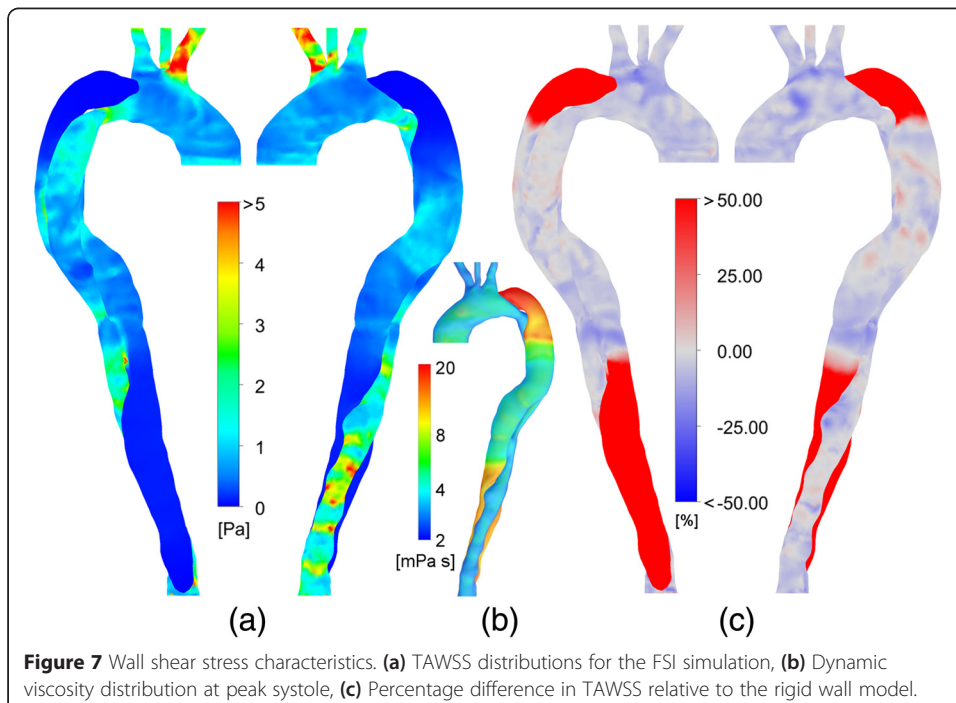 >5
4
3
2
1
0
[Pa]
(a)
20
8
4
2
[mPa s]
(b)
>50.00
25.00
0.00
-25.00
<-50.00
[%]
(c)
Figure 7 Wall shear stress characteristics. (a) TAWSS distributions for the FSI simulation, (b) Dynamic
viscosity distribution at peak systole, (c) Percentage difference in TAWSS relative to the rigid wall model.